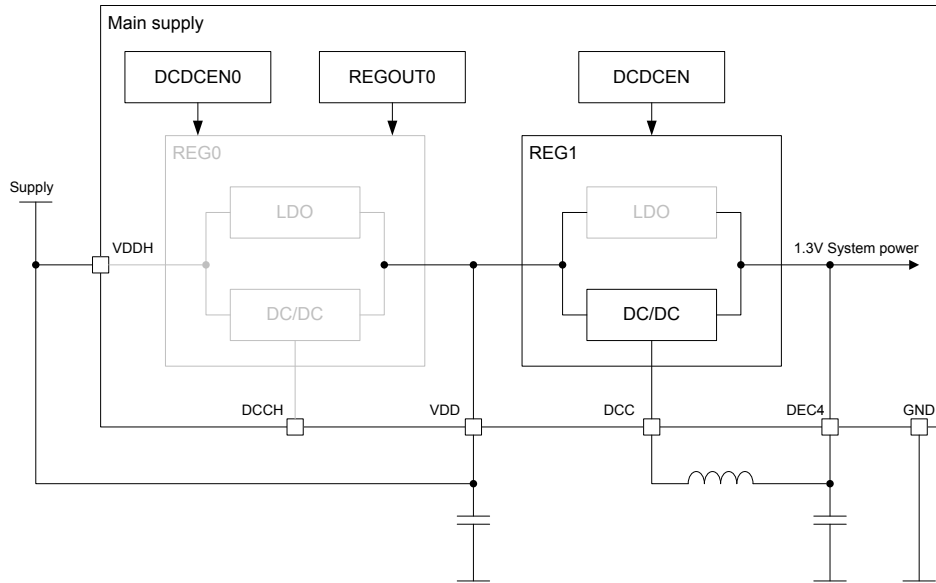 Main supply
DCDCEN0
REGOUT0
DCDCEN
REG0
REG1
Supply
LDO
LDO
VDDH
1.3V System power
DC/DC
DC/DC
DCCH
VDD
DCC
DEC4
GND